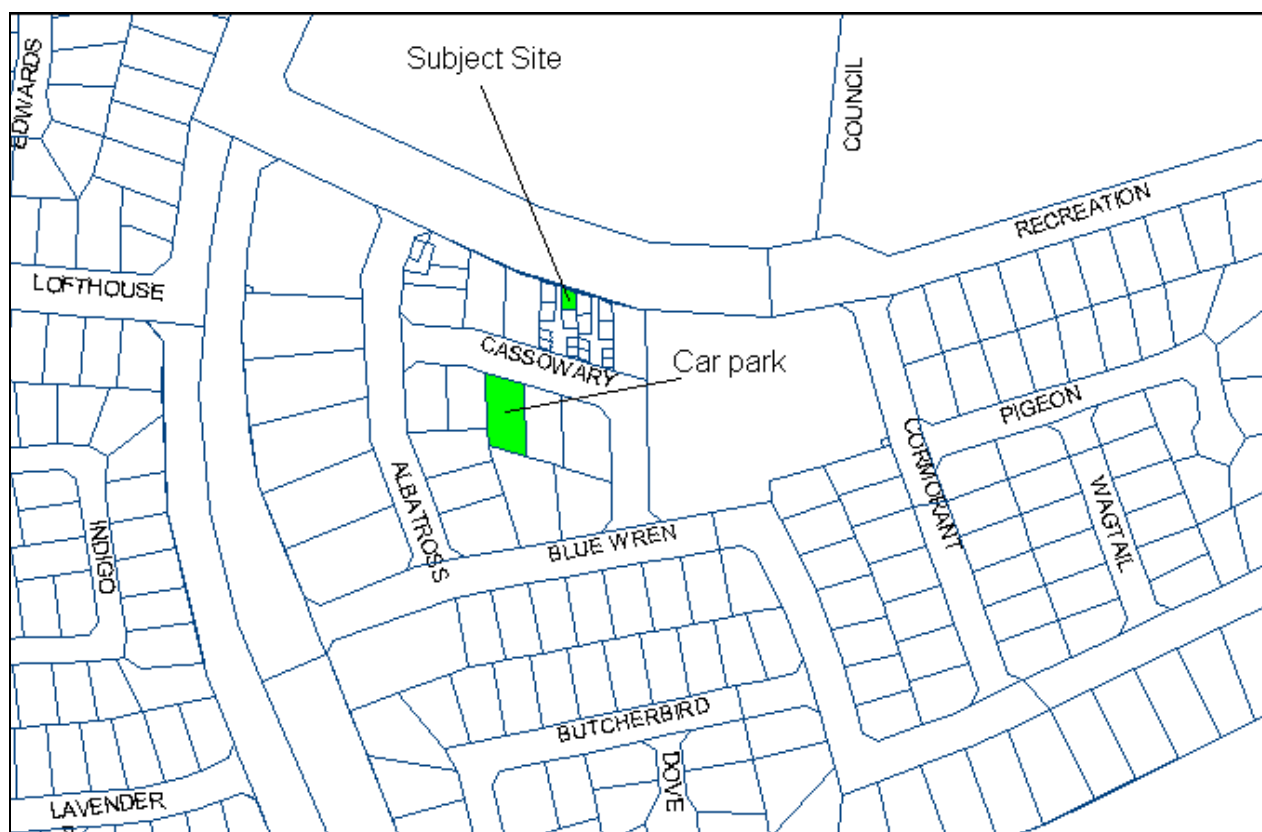 Subject Site
EDWARDS
COUNCIL
RECREATION
LOFTHOUSE
CASSOWARY
Car park
PIGEON
CORMORANT
WAGTAIL
ALBATROSS
INDIGO
BLUE WREN
BUTCHERBIRD
DOVE
LAVENDER